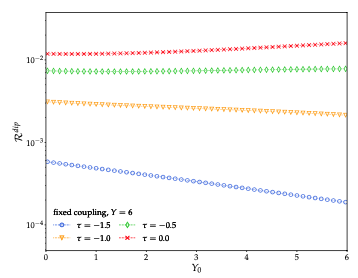 10⁻²
10⁻³
10⁻⁴
ℛ^dip
fixed coupling, Y = 6
τ = −1.5
τ = −0.5
τ = −1.0
τ = 0.0
0 1 2 3 4 5 6
Y₀